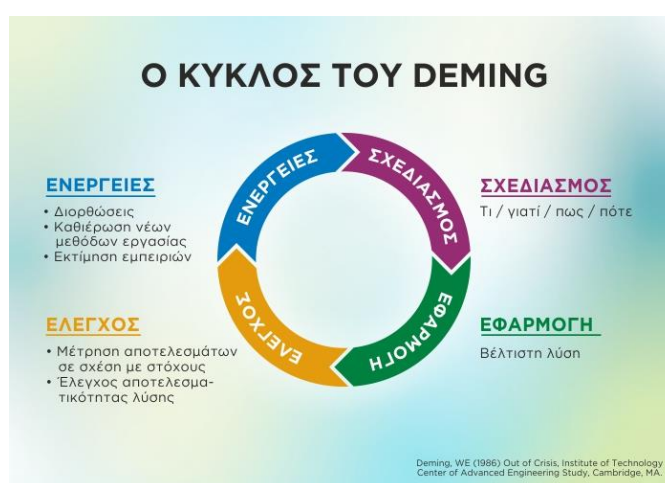 Ο ΚΥΚΛΟΣ ΤΟΥ DEMING
ΕΝΕΡΓΕΙΕΣ
• Διορθώσεις
• Καθιέρωση νέων
μεθόδων εργασίας
• Εκτίμηση εμπειριών
ΕΝΕΡΓΕΙΕΣ
ΣΧΕΔΙΑΣΜΟΣ
ΣΧΕΔΙΑΣΜΟΣ
Τι / γιατί / πως / πότε
ΕΛΕΓΧΟΣ
• Μέτρηση αποτελεσμάτων
σε σχέση με στόχους
• Έλεγχος αποτελεσμα-
τικότητας λύσης
ΕΛΕΓΧΟΣ
ΕΦΑΡΜΟΓΗ
ΕΦΑΡΜΟΓΗ
Βέλτιστη λύση
Deming, WE (1986) Out of Crisis, Institute of Technology
Center of Advanced Engineering Study, Cambridge, MA.